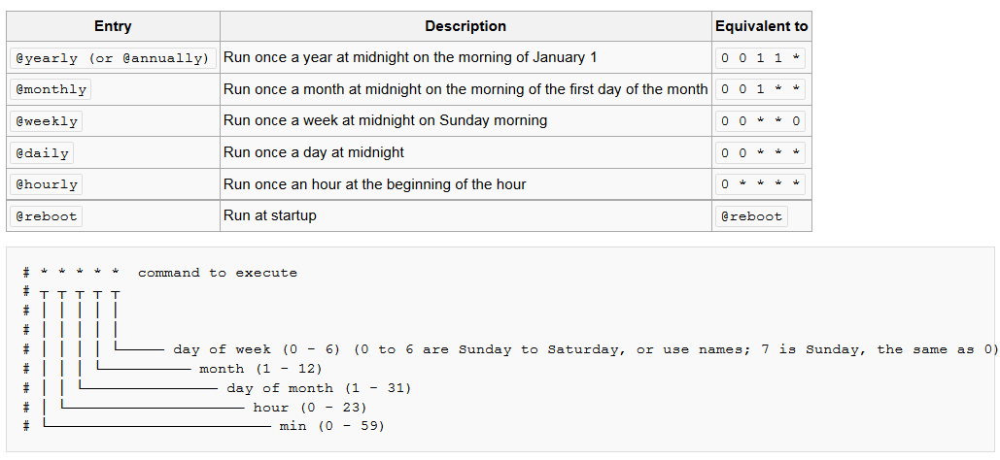 Entry Description Equivalent to
@yearly (or @annually) Run once a year at midnight on the morning of January 1 0 0 1 1 *
@monthly Run once a month at midnight on the morning of the first day of the month 0 0 1 * *
@weekly Run once a week at midnight on Sunday morning 0 0 * * 0
@daily Run once a day at midnight 0 0 * * *
@hourly Run once an hour at the beginning of the hour 0 * * * *
@reboot Run at startup @reboot
# * * * * * command to execute
# ┬ ┬ ┬ ┬ ┬
# │ │ │ │ │
# │ │ │ │ │
# │ │ │ │ └───── day of week (0 - 6) (0 to 6 are Sunday to Saturday, or use names; 7 is Sunday, the same as 0)
# │ │ │ └────────── month (1 - 12)
# │ │ └─────────────── day of month (1 - 31)
# │ └──────────────────── hour (0 - 23)
# └───────────────────────── min (0 - 59)